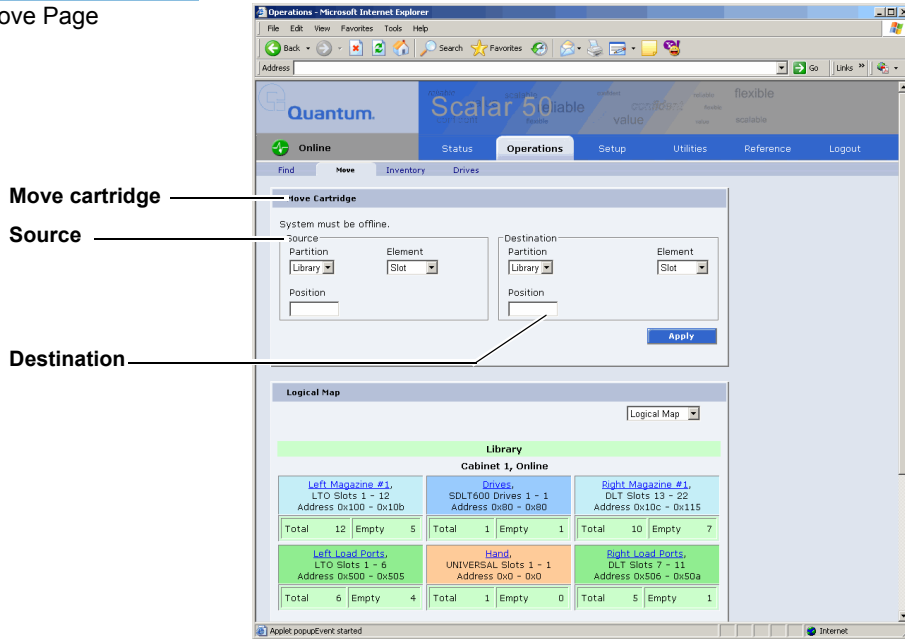 ove Page
Move cartridge
Source
Destination
Operations - Microsoft Internet Explorer
File Edit View Favorites Tools Help
Back Search Favorites
Address Go Links »
Quantum.
Scalar 50
liable
value
confident
flexible
scalable
Online Status Operations Setup Utilities Reference Logout
Find Move Inventory Drives
Move Cartridge
System must be offline.
Source Destination
Partition Element Partition Element
Library Slot Library Slot
Position Position
Apply
Logical Map
Logical Map
Library
Cabinet 1, Online
Left Magazine #1, Drives, Right Magazine #1,
LTO Slots 1 - 12 SDLT600 Drives 1 - 1 DLT Slots 13 - 22
Address 0x100 - 0x10b Address 0x80 - 0x80 Address 0x10c - 0x115
Total 12 Empty 5 Total 1 Empty 1 Total 10 Empty 7
Left Load Ports, Hand, Right Load Ports,
LTO Slots 1 - 6 UNIVERSAL Slots 1 - 1 DLT Slots 7 - 11
Address 0x500 - 0x505 Address 0x0 - 0x0 Address 0x506 - 0x50a
Total 6 Empty 4 Total 1 Empty 0 Total 5 Empty 1
Applet popupEvent started Internet